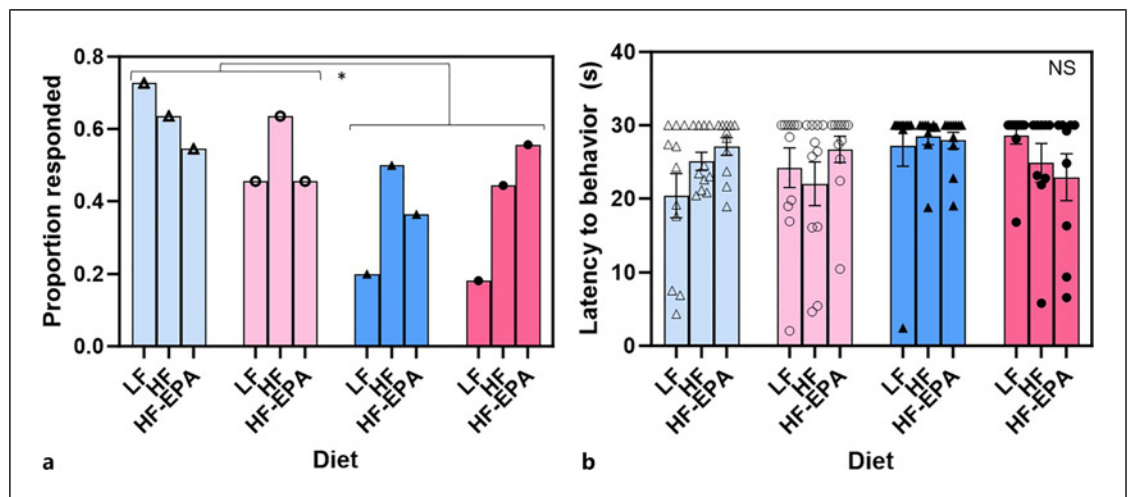 Proportion responded
0.8
0.6
0.4
0.2
0.0
*
LF HF HF-EPA LF HF HF-EPA LF HF HF-EPA LF HF HF-EPA
a
Diet
Latency to behavior (s)
40
30
20
10
0
NS
LF HF HF-EPA LF HF HF-EPA LF HF HF-EPA LF HF HF-EPA
b
Diet